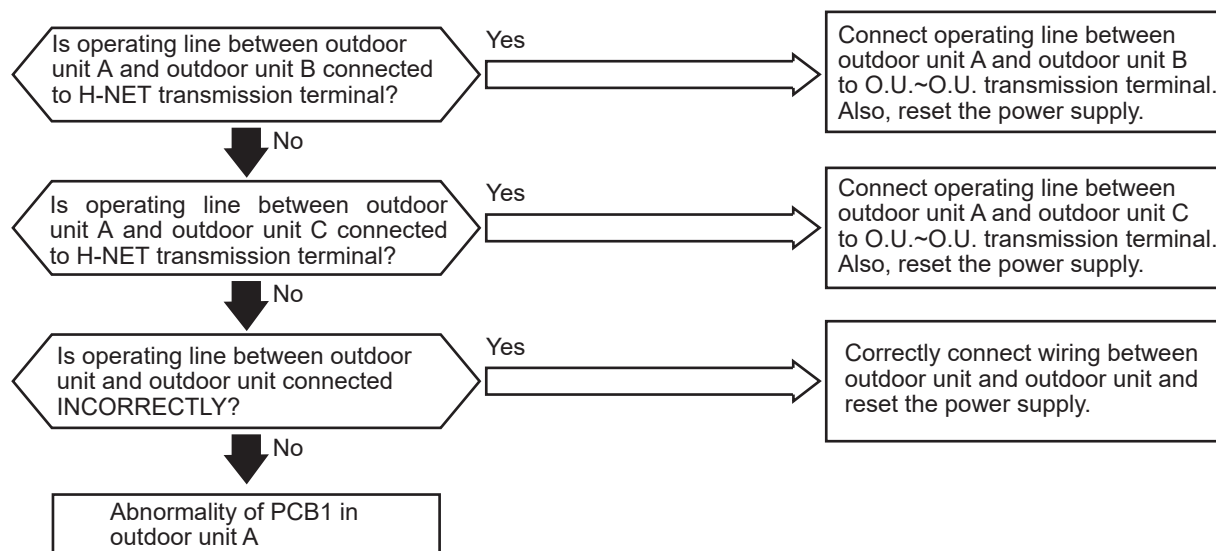 Is operating line between outdoor
unit A and outdoor unit B connected
to H-NET transmission terminal?
Yes
Connect operating line between
outdoor unit A and outdoor unit B
to O.U.~O.U. transmission terminal.
Also, reset the power supply.
No
Is operating line between outdoor
unit A and outdoor unit C connected
to H-NET transmission terminal?
Yes
Connect operating line between
outdoor unit A and outdoor unit C
to O.U.~O.U. transmission terminal.
Also, reset the power supply.
No
Is operating line between outdoor
unit and outdoor unit connected
INCORRECTLY?
Yes
Correctly connect wiring between
outdoor unit and outdoor unit and
reset the power supply.
No
Abnormality of PCB1 in
outdoor unit A